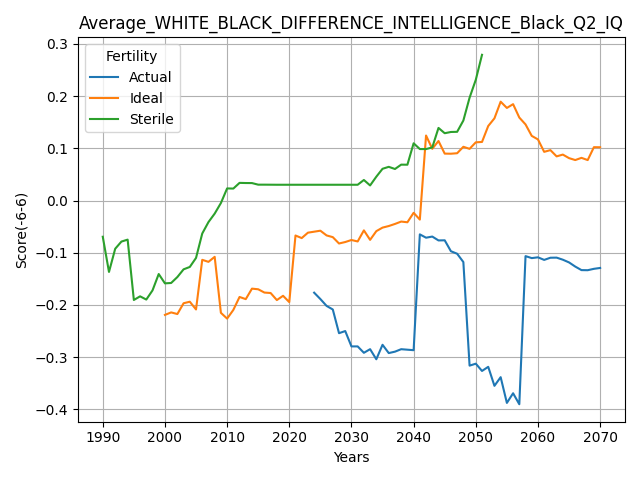 Average_WHITE_BLACK_DIFFERENCE_INTELLIGENCE_Black_Q2_IQ
Fertility
Actual
Ideal
Sterile
Score(-6-6)
0.3
0.2
0.1
0.0
−0.1
−0.2
−0.3
−0.4
1990 2000 2010 2020 2030 2040 2050 2060 2070
Years